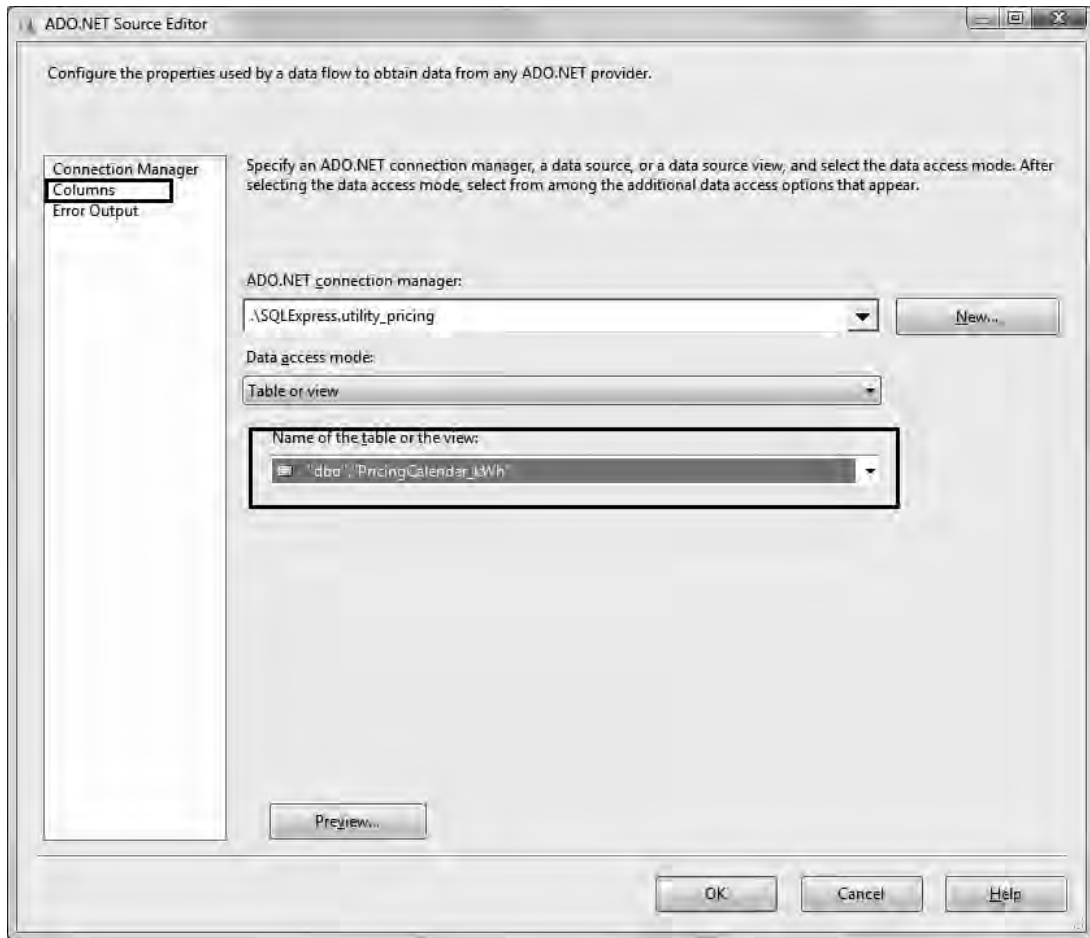 ADO.NET Source Editor
Configure the properties used by a data flow to obtain data from any ADO.NET provider.
Connection Manager
Columns
Error Output
Specify an ADO.NET connection manager, a data source, or a data source view, and select the data access mode. After
selecting the data access mode, select from among the additional data access options that appear.
ADO.NET connection manager:
.\SQLExpress.utility_pricing
New...
Data access mode:
Table or view
Name of the table or the view:
"dbo"."PricingCalendar_kWh"
Preview...
OK
Cancel
Help